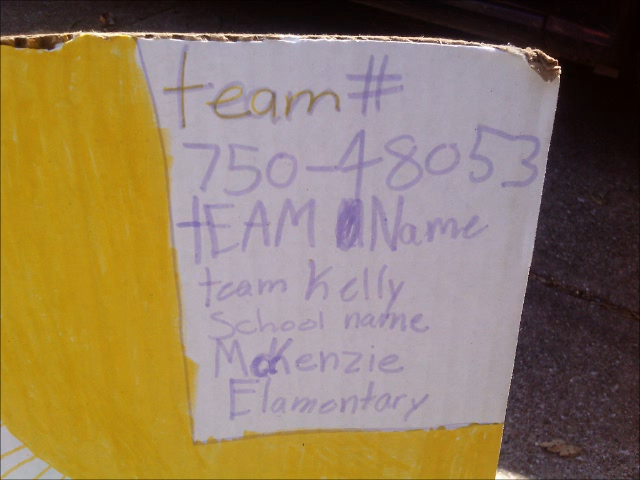 team #
750-48053
tEAM Name
team Kelly
School name
McKenzie
Elamontary